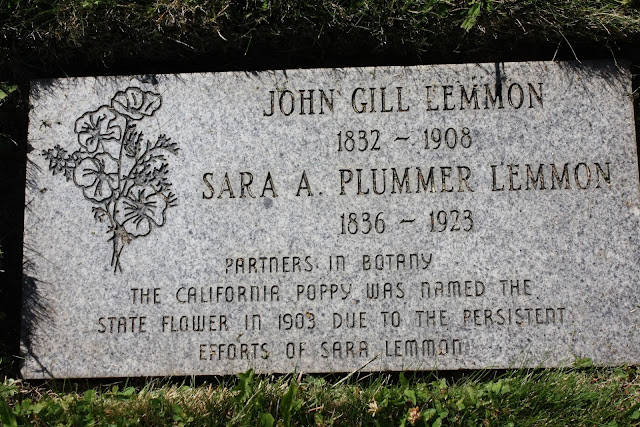 JOHN GILL LEMMON
1832 ~ 1908
SARA A. PLUMMER LEMMON
1836 ~ 1923
PARTNERS IN BOTANY
THE CALIFORNIA POPPY WAS NAMED THE
STATE FLOWER IN 1903 DUE TO THE PERSISTENT
EFFORTS OF SARA LEMMON